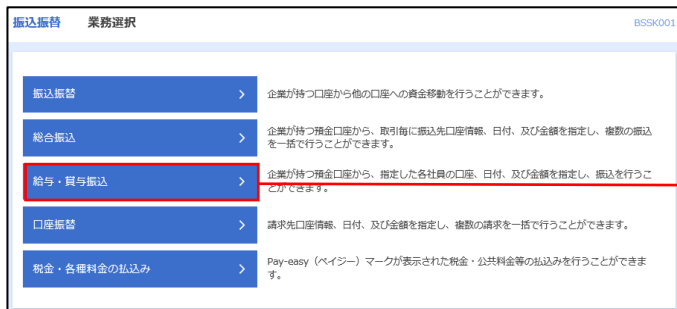 振込振替 業務選択 BSSK001
振込振替 企業が持つ口座から他の口座への資金移動を行うことができます。
総合振込 企業が持つ預金口座から、取引毎に振込先口座情報、日付、及び金額を指定し、複数の振込
を一括で行うことができます。
給与・賞与振込 企業が持つ預金口座から、指定した各社員の口座、日付、及び金額を指定し、振込を行うこ
とができます。
口座振替 請求先口座情報、日付、及び金額を指定し、複数の請求を一括で行うことができます。
税金・各種料金の払込み Pay-easy（ペイジー）マークが表示された税金・公共料金等の払込みを行うことができま
す。